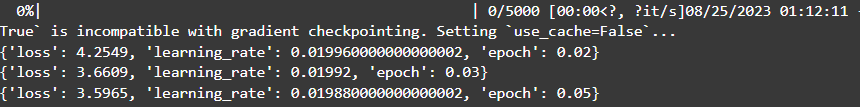 0%| | 0/5000 [00:00<?, ?it/s]08/25/2023 01:12:11 -
True` is incompatible with gradient checkpointing. Setting `use_cache=False`...
{'loss': 4.2549, 'learning_rate': 0.019960000000000002, 'epoch': 0.02}
{'loss': 3.6609, 'learning_rate': 0.01992, 'epoch': 0.03}
{'loss': 3.5965, 'learning_rate': 0.019880000000000002, 'epoch': 0.05}